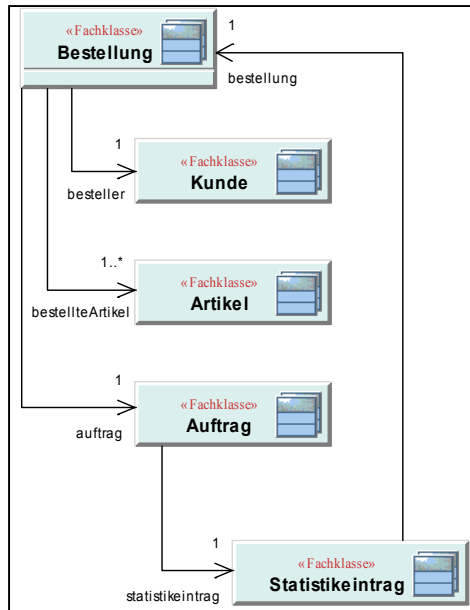 «Fachklasse»
Bestellung
1
bestellung
«Fachklasse»
Kunde
1
besteller
«Fachklasse»
Artikel
1..*
bestellteArtikel
«Fachklasse»
Auftrag
1
auftrag
«Fachklasse»
Statistikeintrag
1
statistikeintrag